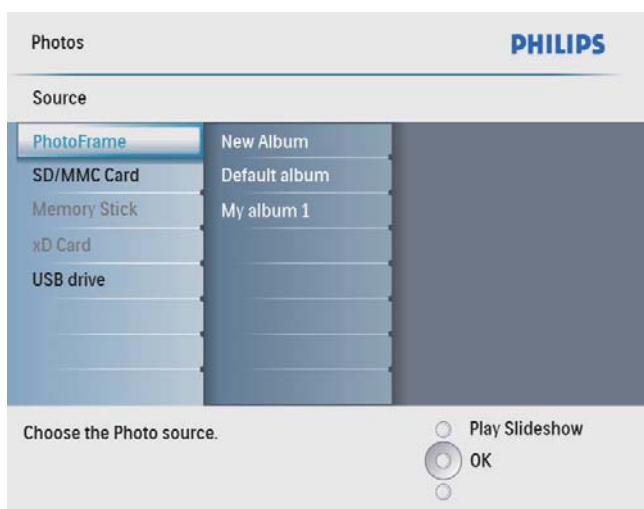 Photos
PHILIPS
Source
PhotoFrame
New Album
SD/MMC Card
Default album
Memory Stick
My album 1
xD Card
USB drive
Choose the Photo source.
Play Slideshow
OK